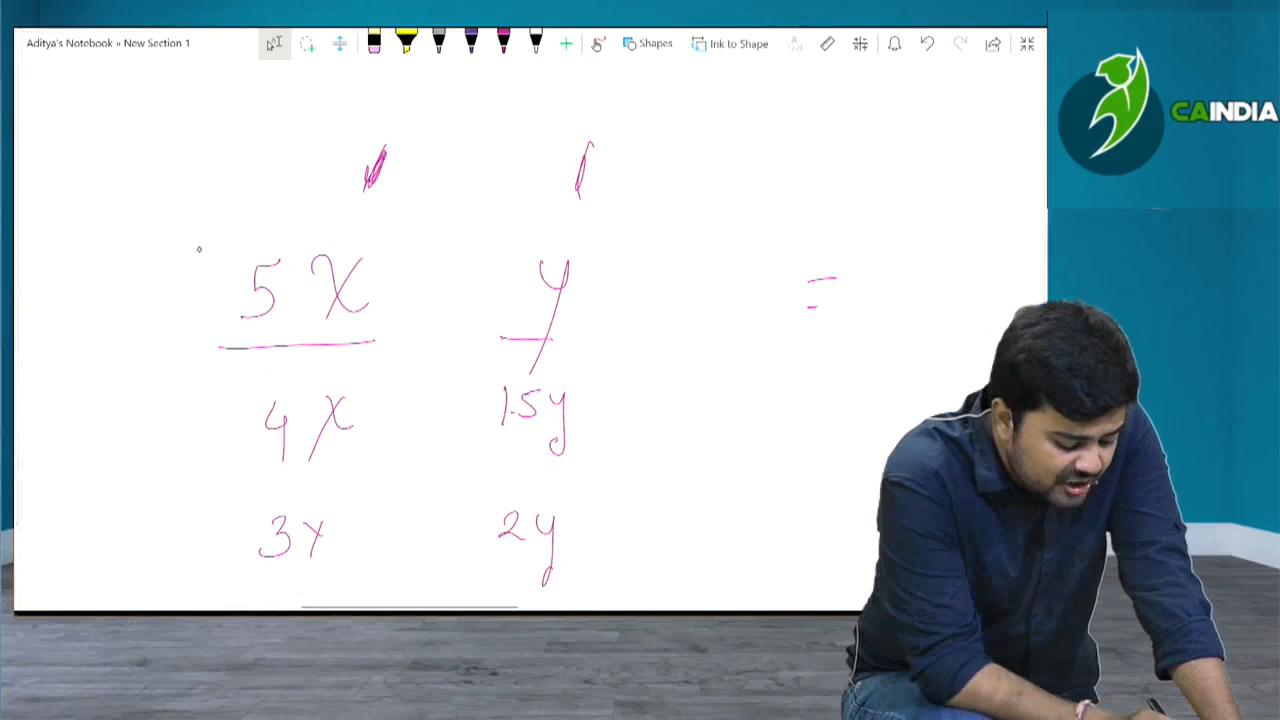 Aditya's Notebook » New Section 1
Shapes
Ink to Shape
CAINDIA
5x y =
4x 1.5y
3x 2y